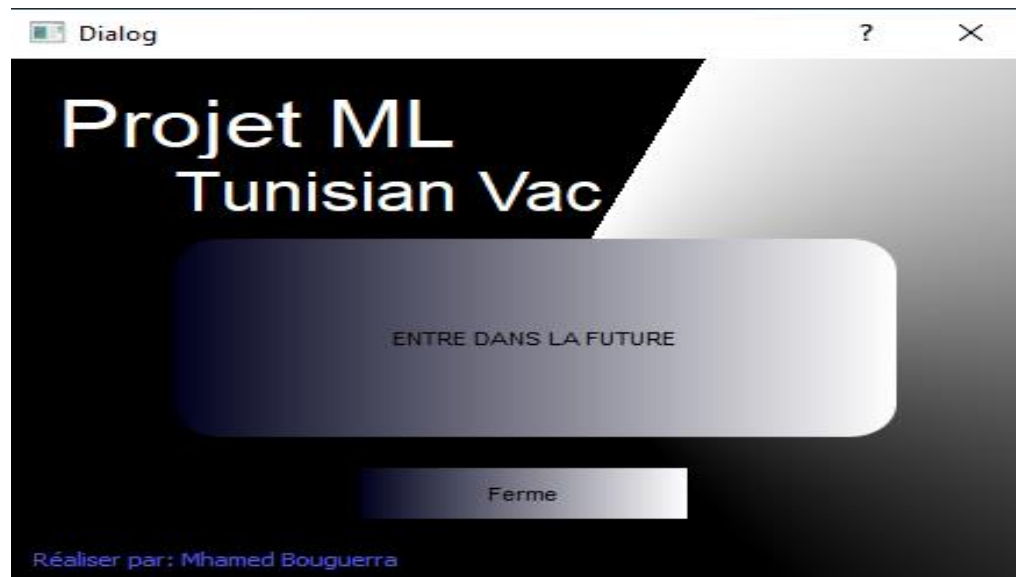 Dialog
?
Projet ML
Tunisian Vac
ENTRE DANS LA FUTURE
Ferme
Réaliser par: Mhamed Bouguerra